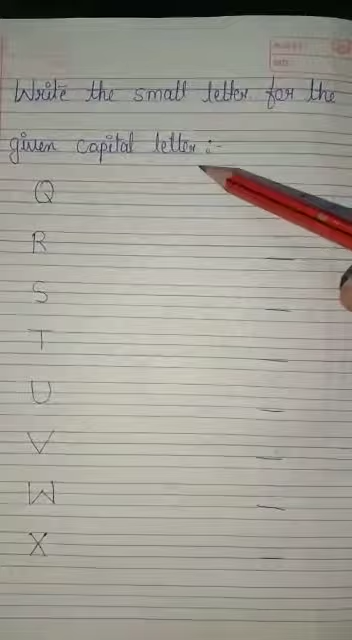 Write the small letter for the
given capital letter :-
Q
R
S
T
U
V
W
X